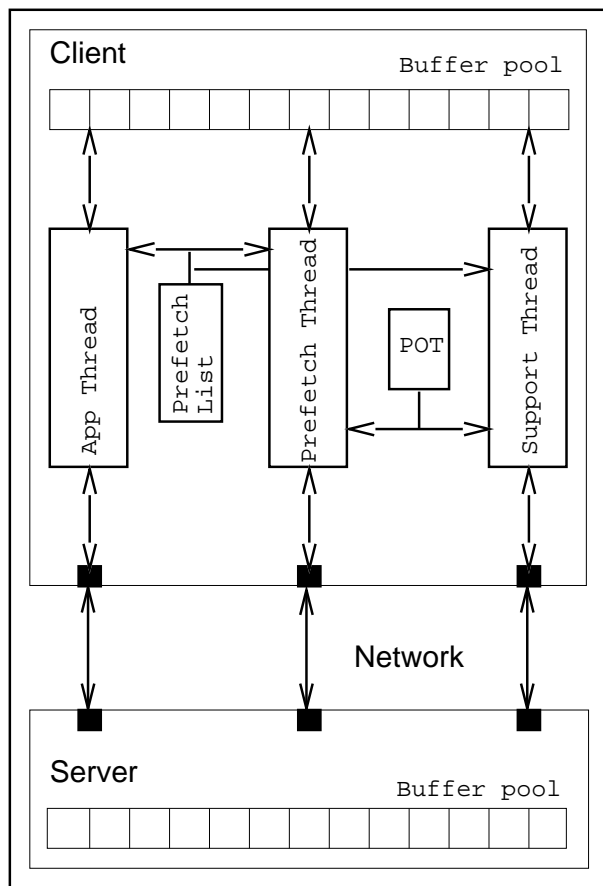 Client
Buffer pool
App Thread
Prefetch
List
Prefetch Thread
POT
Support Thread
Network
Server
Buffer pool